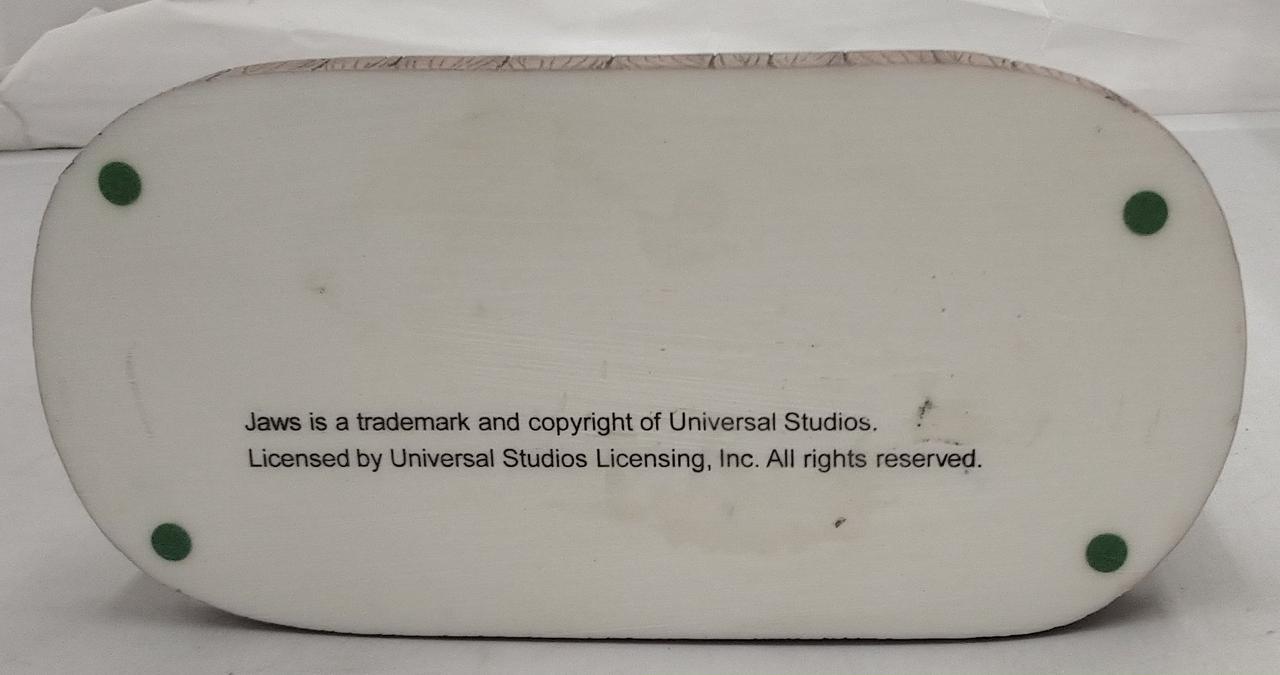 Jaws is a trademark and copyright of Universal Studios.
Licensed by Universal Studios Licensing, Inc. All rights reserved.